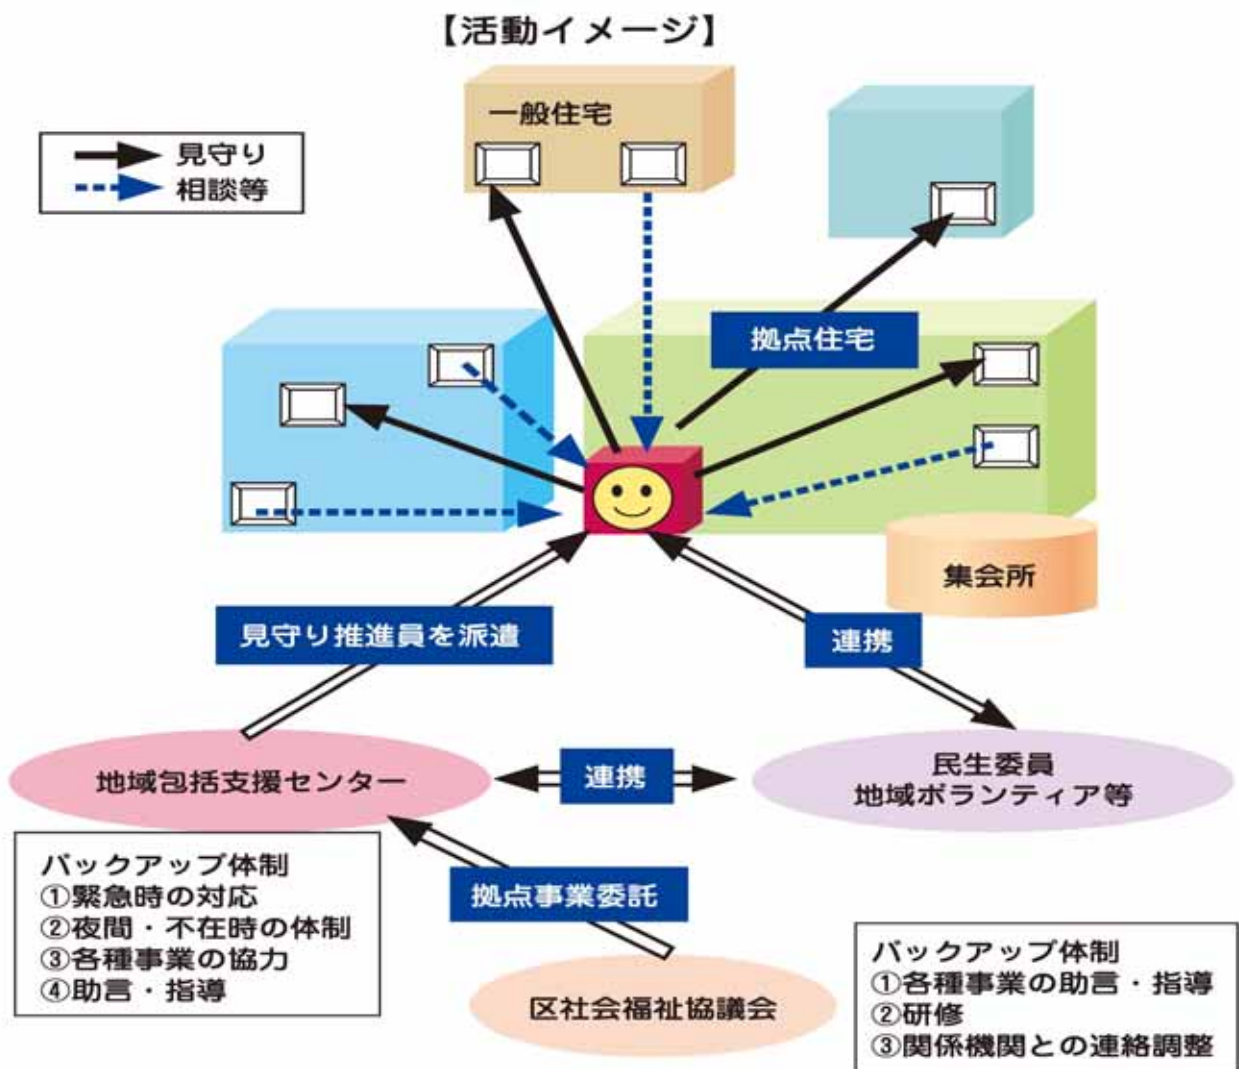 【活動イメージ】
見守り
相談等
一般住宅
拠点住宅
集会所
見守り推進員を派遣
連携
地域包括支援センター
連携
民生委員
地域ボランティア等
バックアップ体制
①緊急時の対応
②夜間・不在時の体制
③各種事業の協力
④助言・指導
拠点事業委託
区社会福祉協議会
バックアップ体制
①各種事業の助言・指導
②研修
③関係機関との連絡調整